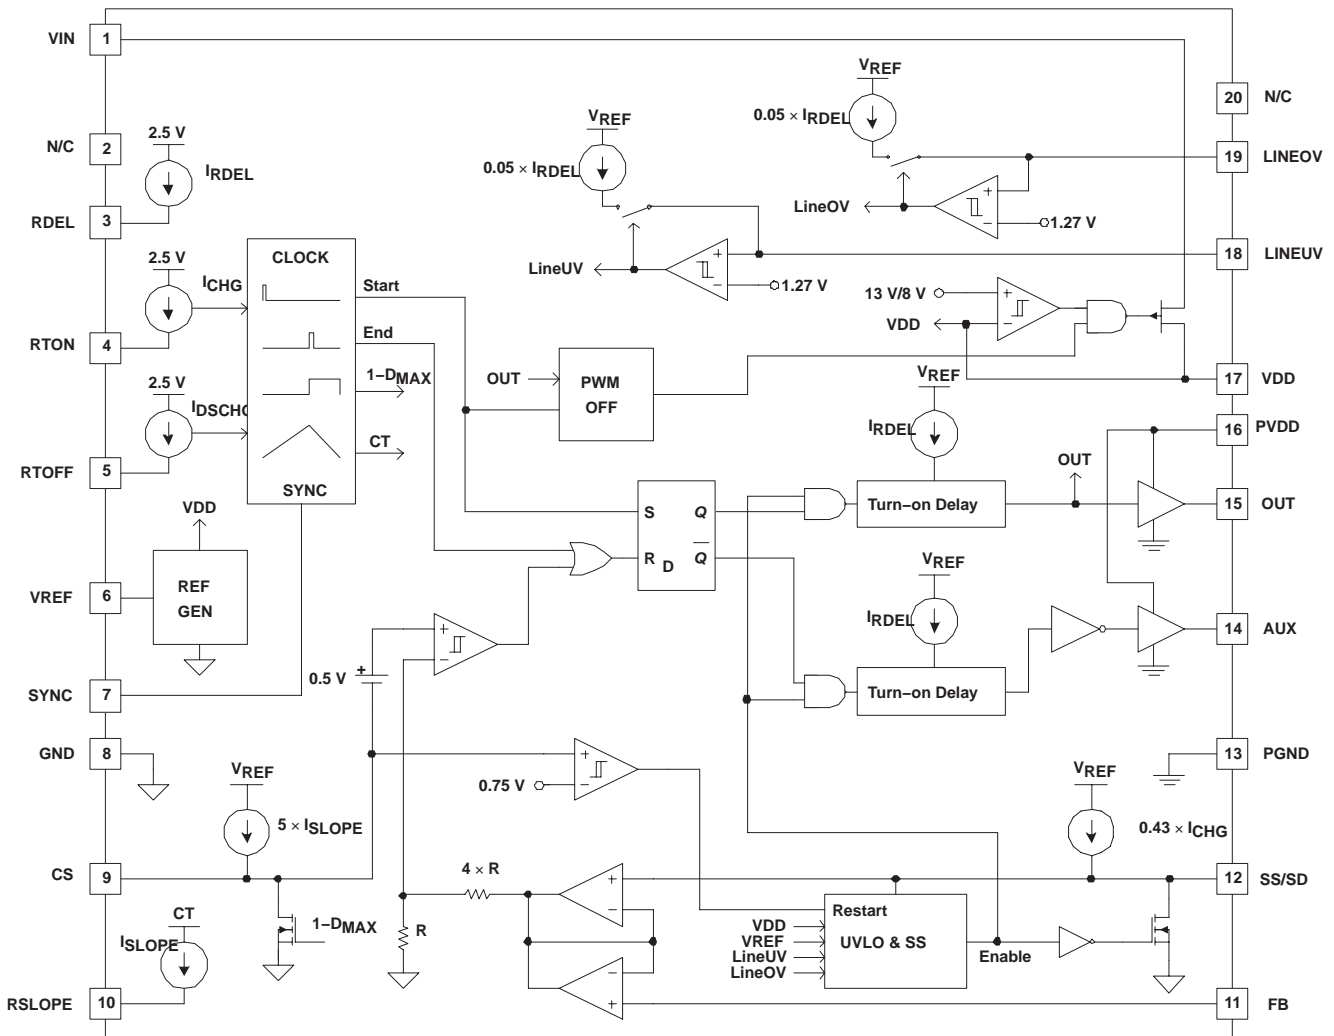 VIN
1
N/C
2
2.5 V
IRDEL
RDEL
3
2.5 V
ICHG
RTON
4
2.5 V
IDSCHG
RTOFF
5
CLOCK
Start
End
1−DMAX
CT
SYNC
VDD
REF
GEN
VREF
6
SYNC
7
GND
8
VREF
5 × ISLOPE
CS
9
1−DMAX
CT
ISLOPE
RSLOPE
10
VREF
0.05 × IRDEL
LineUV
+
−
1.27 V
VREF
0.05 × IRDEL
LineOV
+
−
1.27 V
20
N/C
19
LINEOV
18
LINEUV
13 V/8 V
+
VDD
−
17
VDD
OUT
PWM
OFF
VREF
IRDEL
16
PVDD
OUT
Turn−on Delay
15
OUT
S
Q
R
D
Q
VREF
IRDEL
Turn−on Delay
14
AUX
+
−
+
0.5 V
+
−
0.75 V
13
PGND
VREF
0.43 × ICHG
12
SS/SD
4 × R
R
+
−
−
+
Restart
UVLO & SS
VDD
VREF
LineUV
LineOV
Enable
11
FB